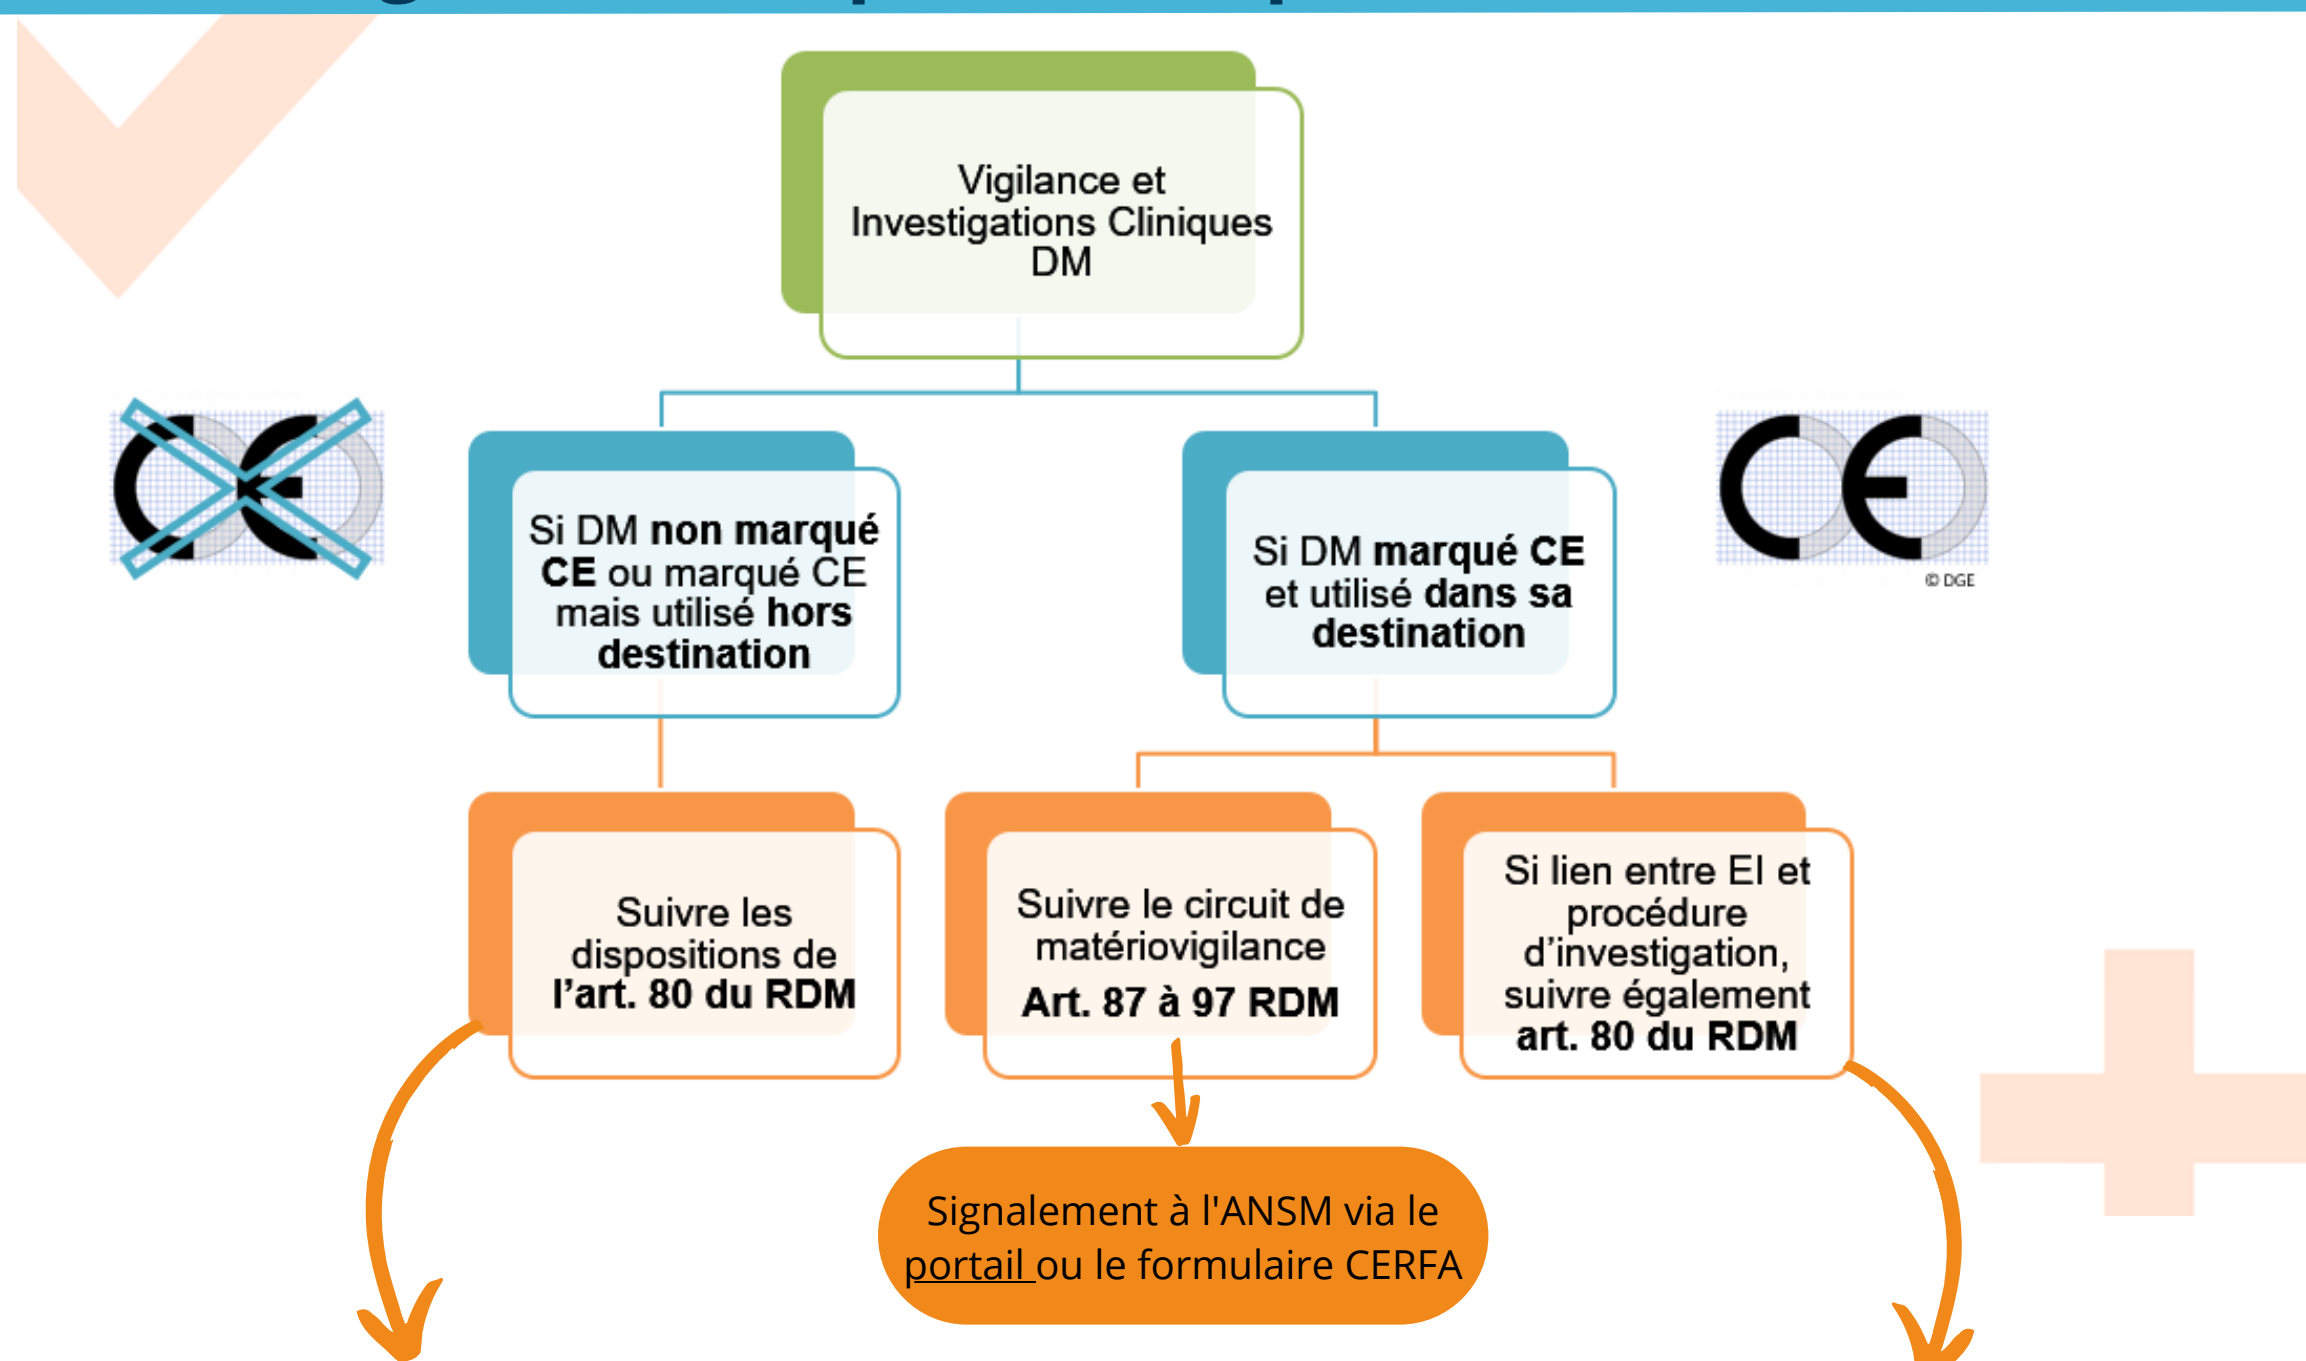 Vigilance et
Investigations Cliniques
DM
Si DM non marqué
CE ou marqué CE
mais utilisé hors
destination
Si DM marqué CE
et utilisé dans sa
destination
CE
CE
© DGE
Suivre les
dispositions de
l'art. 80 du RDM
Suivre le circuit de
matériovigilance
Art. 87 à 97 RDM
Si lien entre EI et
procédure
d'investigation,
suivre également
art. 80 du RDM
Signalement à l'ANSM via le
portail ou le formulaire CERFA